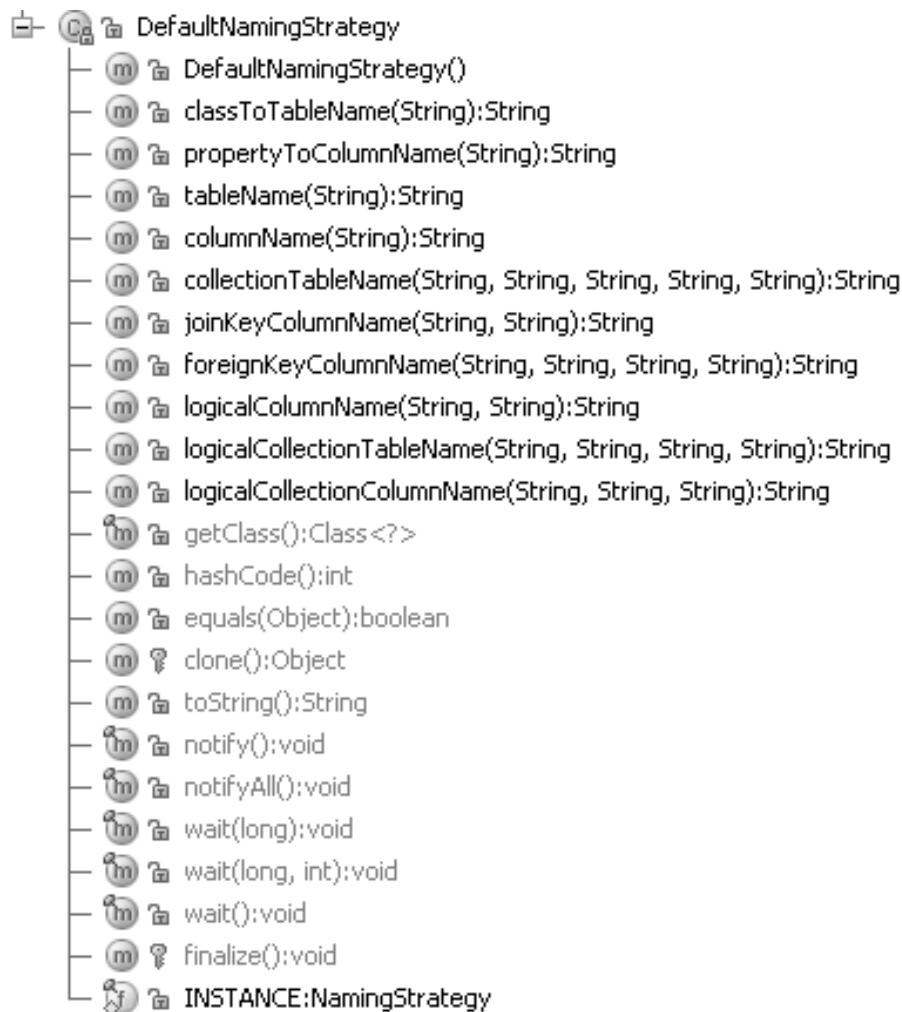 DefaultNamingStrategy
DefaultNamingStrategy()
classToTableName(String):String
propertyToColumnName(String):String
tableName(String):String
columnName(String):String
collectionTableName(String, String, String, String, String):String
joinKeyColumnName(String, String):String
foreignKeyColumnName(String, String, String, String):String
logicalColumnName(String, String):String
logicalCollectionTableName(String, String, String, String):String
logicalCollectionColumnName(String, String, String):String
getClass():Class<?>
hashCode():int
equals(Object):boolean
clone():Object
toString():String
notify():void
notifyAll():void
wait(long):void
wait(long, int):void
wait():void
finalize():void
INSTANCE:NamingStrategy